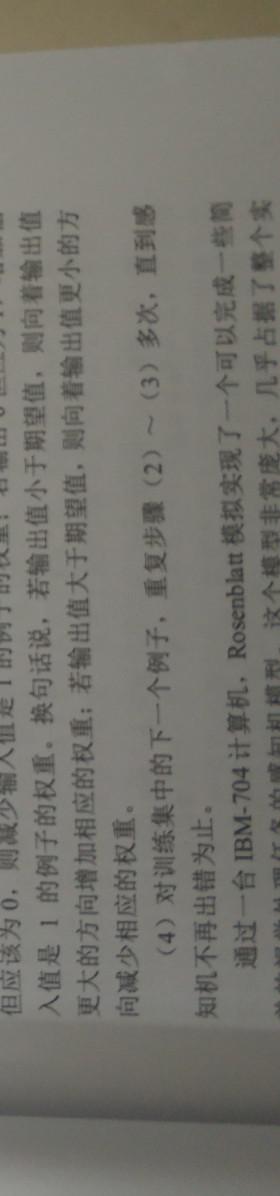 但应该为 0，则减少输入值是 1 的例子的权重；若输出 0
入值是 1 的例子的权重。换句话说，若输出值小于期望值，则向着输出值
更大的方向增加相应的权重；若输出值大于期望值，则向着输出值更小的方
向减少相应的权重。
（4）对训练集中的下一个例子，重复步骤（2）～（3）多次，直到感
知机不再出错为止。
通过一台 IBM-704 计算机，Rosenblatt 模拟实现了一个可以完成一些简
的感知机模型。这个模型非常庞大，几乎占据了整个实